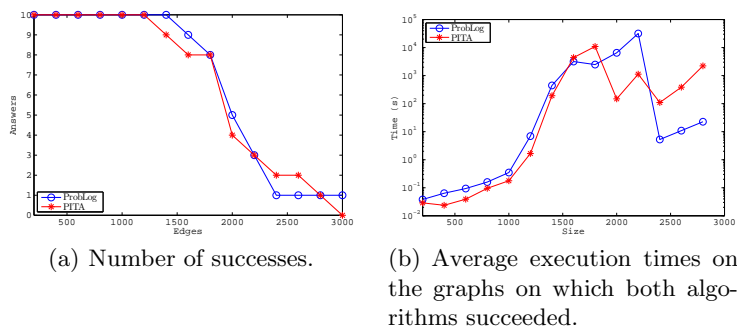 10
9
8
7
6
5
4
3
2
1
0
Answers
ProbLog
PITA
500 1000 1500 2000 2500 3000
Edges
(a) Number of successes.
10^5
10^4
10^3
10^2
10^1
10^0
10^-1
10^-2
Time (s)
ProbLog
PITA
500 1000 1500 2000 2500 3000
Size
(b) Average execution times on
the graphs on which both algo-
rithms succeeded.